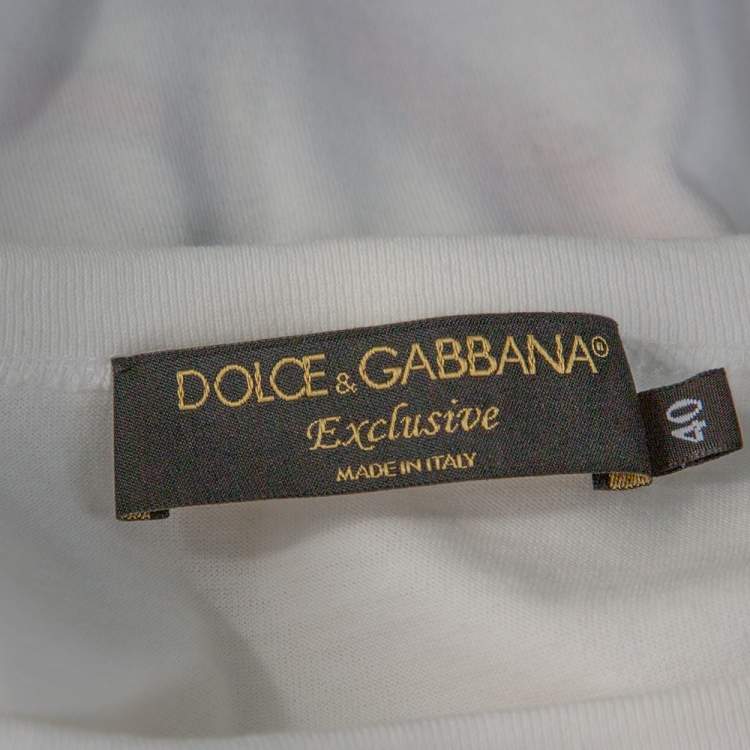 DOLCE & GABBANA®
Exclusive
MADE IN ITALY
40